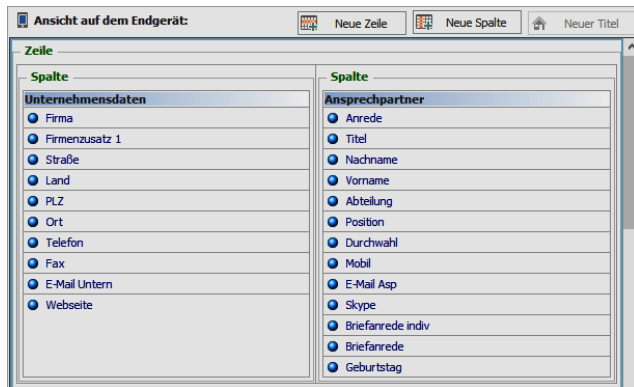 Ansicht auf dem Endgerät:
Neue Zeile
Neue Spalte
Neuer Titel
Zeile
Spalte
Unternehmensdaten
Firma
Firmenzusatz 1
Straße
Land
PLZ
Ort
Telefon
Fax
E-Mail Untern
Webseite
Spalte
Ansprechpartner
Anrede
Titel
Nachname
Vorname
Abteilung
Position
Durchwahl
Mobil
E-Mail Asp
Skype
Briefanrede indiv
Briefanrede
Geburtstag